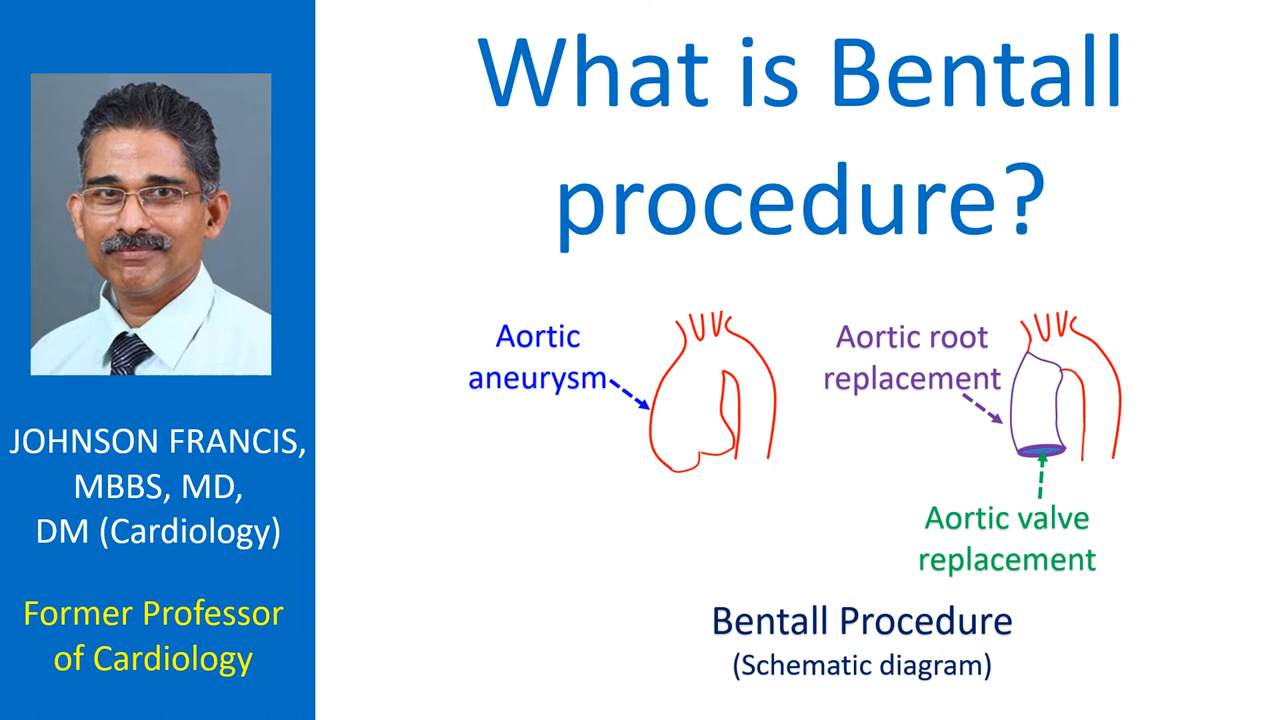 What is Bentall
procedure?
JOHNSON FRANCIS,
MBBS, MD,
DM (Cardiology)
Former Professor
of Cardiology
Aortic
aneurysm
Aortic root
replacement
Aortic valve
replacement
Bentall Procedure
(Schematic diagram)